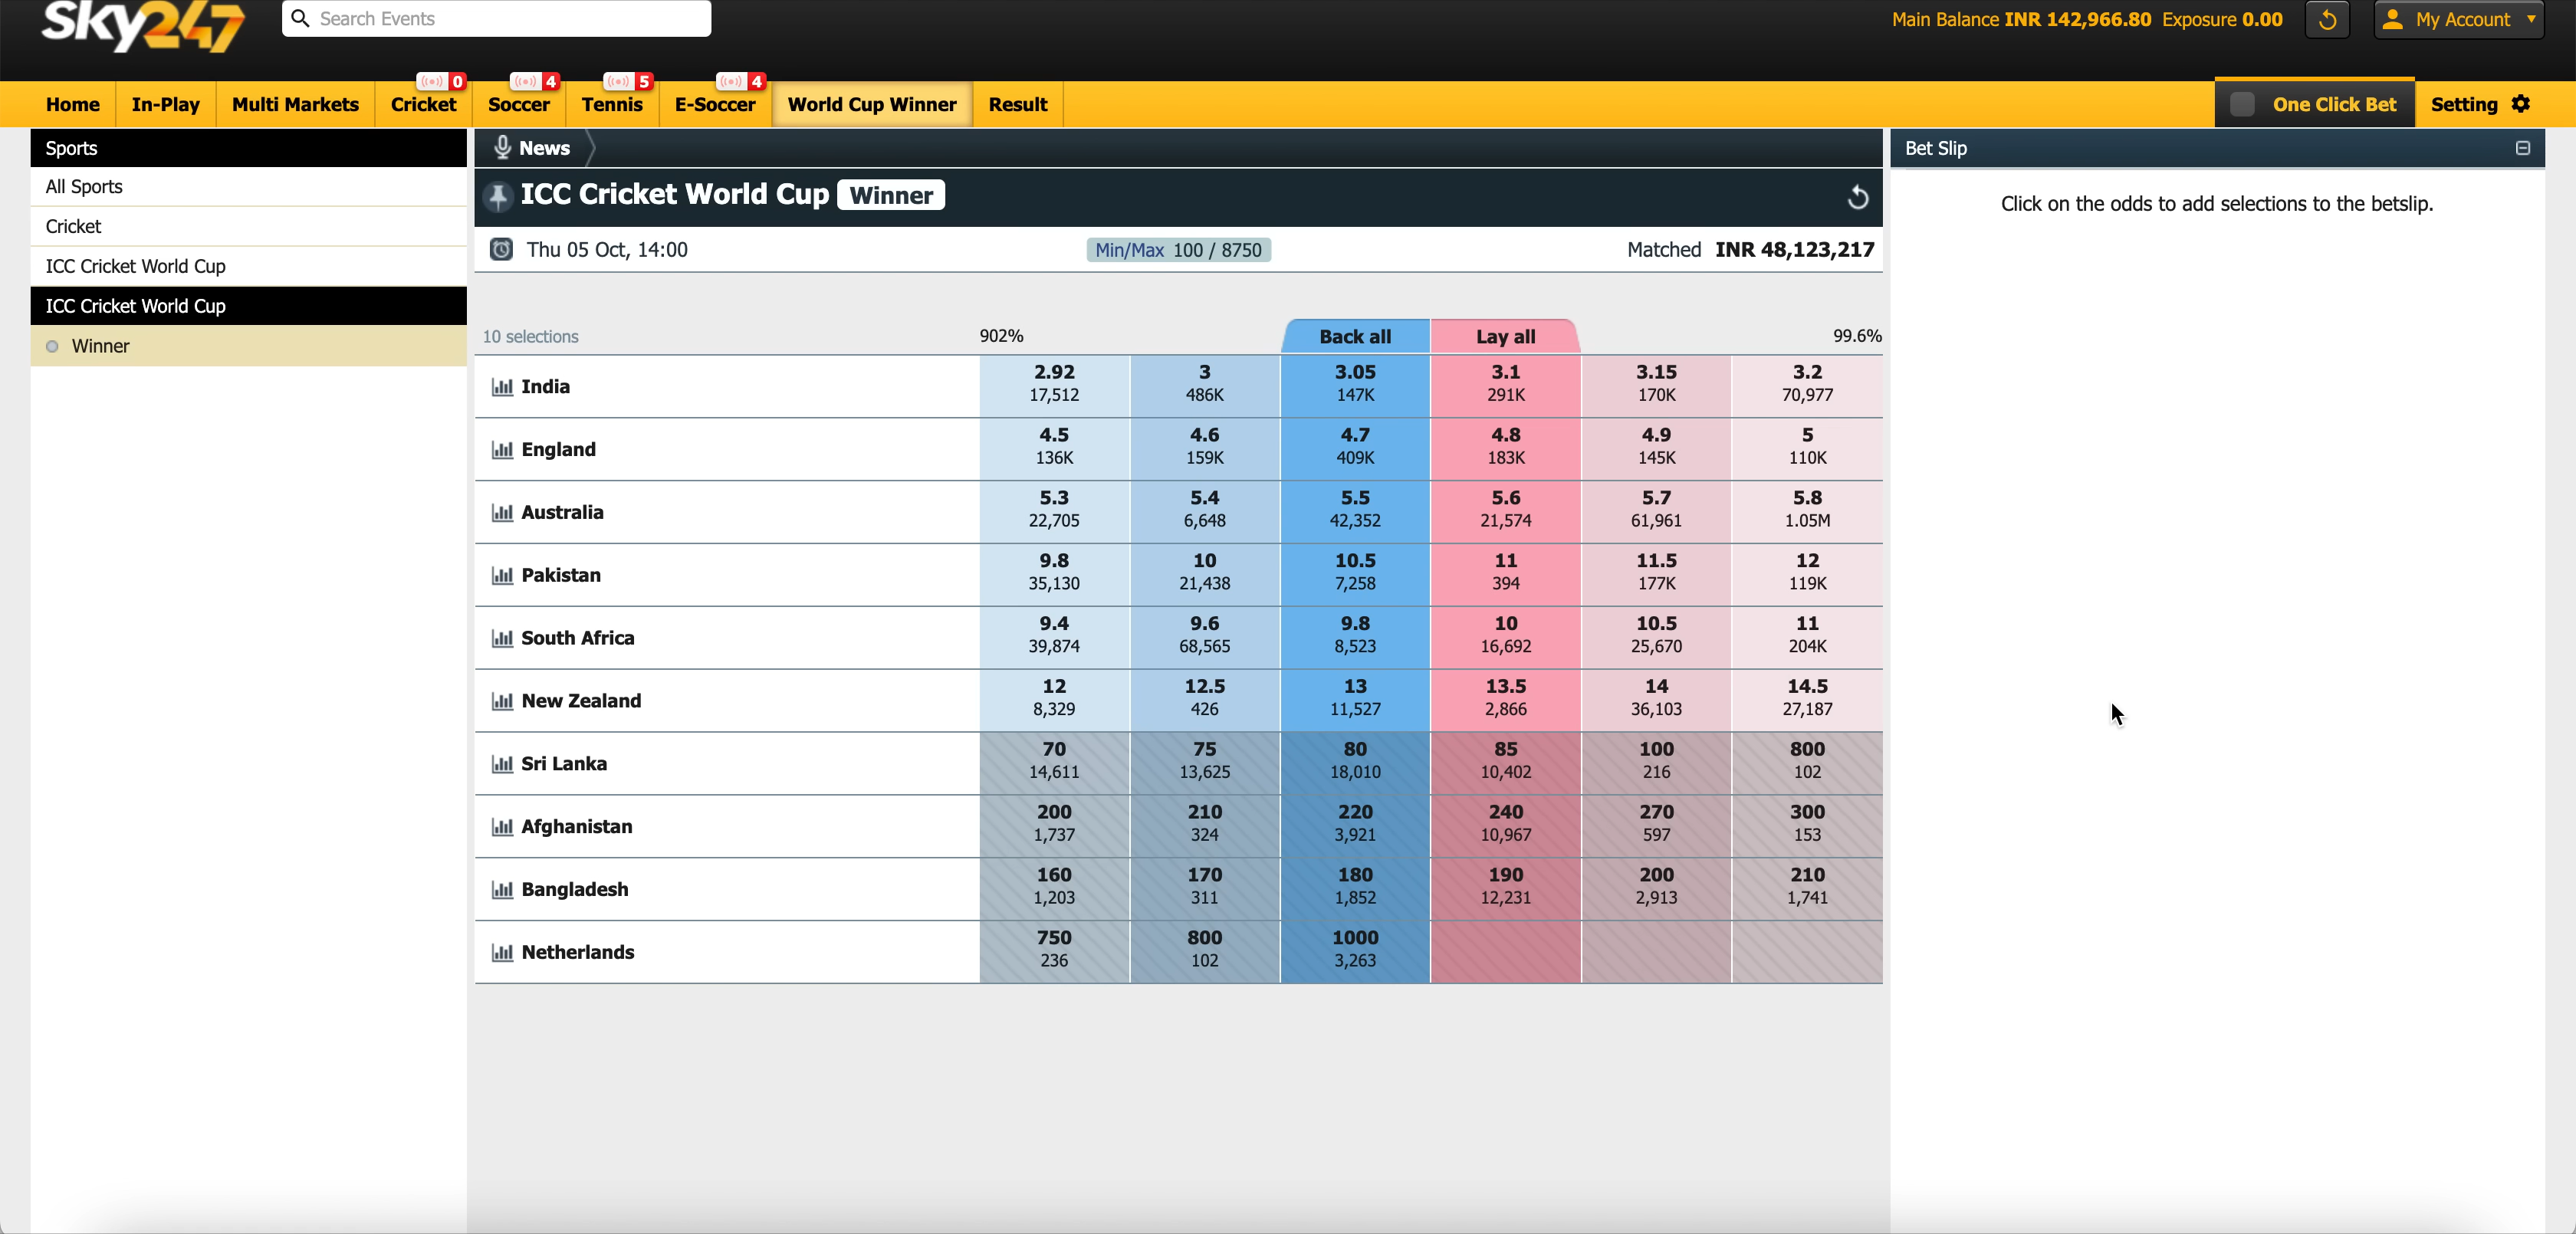 Sky247
Search Events
Main Balance INR 142,966.80 Exposure 0.00
My Account
0 4 5 4
Home In-Play Multi Markets Cricket Soccer Tennis E-Soccer World Cup Winner Result One Click Bet Setting
Sports
All Sports
Cricket
ICC Cricket World Cup
ICC Cricket World Cup
Winner
News
ICC Cricket World Cup Winner
Thu 05 Oct, 14:00 Min/Max 100 / 8750 Matched INR 48,123,217
10 selections 902% Back all Lay all 99.6%
India 2.92 3 3.05 3.1 3.15 3.2
17,512 486K 147K 291K 170K 70,977
England 4.5 4.6 4.7 4.8 4.9 5
136K 159K 409K 183K 145K 110K
Australia 5.3 5.4 5.5 5.6 5.7 5.8
22,705 6,648 42,352 21,574 61,961 1.05M
Pakistan 9.8 10 10.5 11 11.5 12
35,130 21,438 7,258 394 177K 119K
South Africa 9.4 9.6 9.8 10 10.5 11
39,874 68,565 8,523 16,692 25,670 204K
New Zealand 12 12.5 13 13.5 14 14.5
8,329 426 11,527 2,866 36,103 27,187
Sri Lanka 70 75 80 85 100 800
14,611 13,625 18,010 10,402 216 102
Afghanistan 200 210 220 240 270 300
1,737 324 3,921 10,967 597 153
Bangladesh 160 170 180 190 200 210
1,203 311 1,852 12,231 2,913 1,741
Netherlands 750 800 1000
236 102 3,263
Bet Slip
Click on the odds to add selections to the betslip.